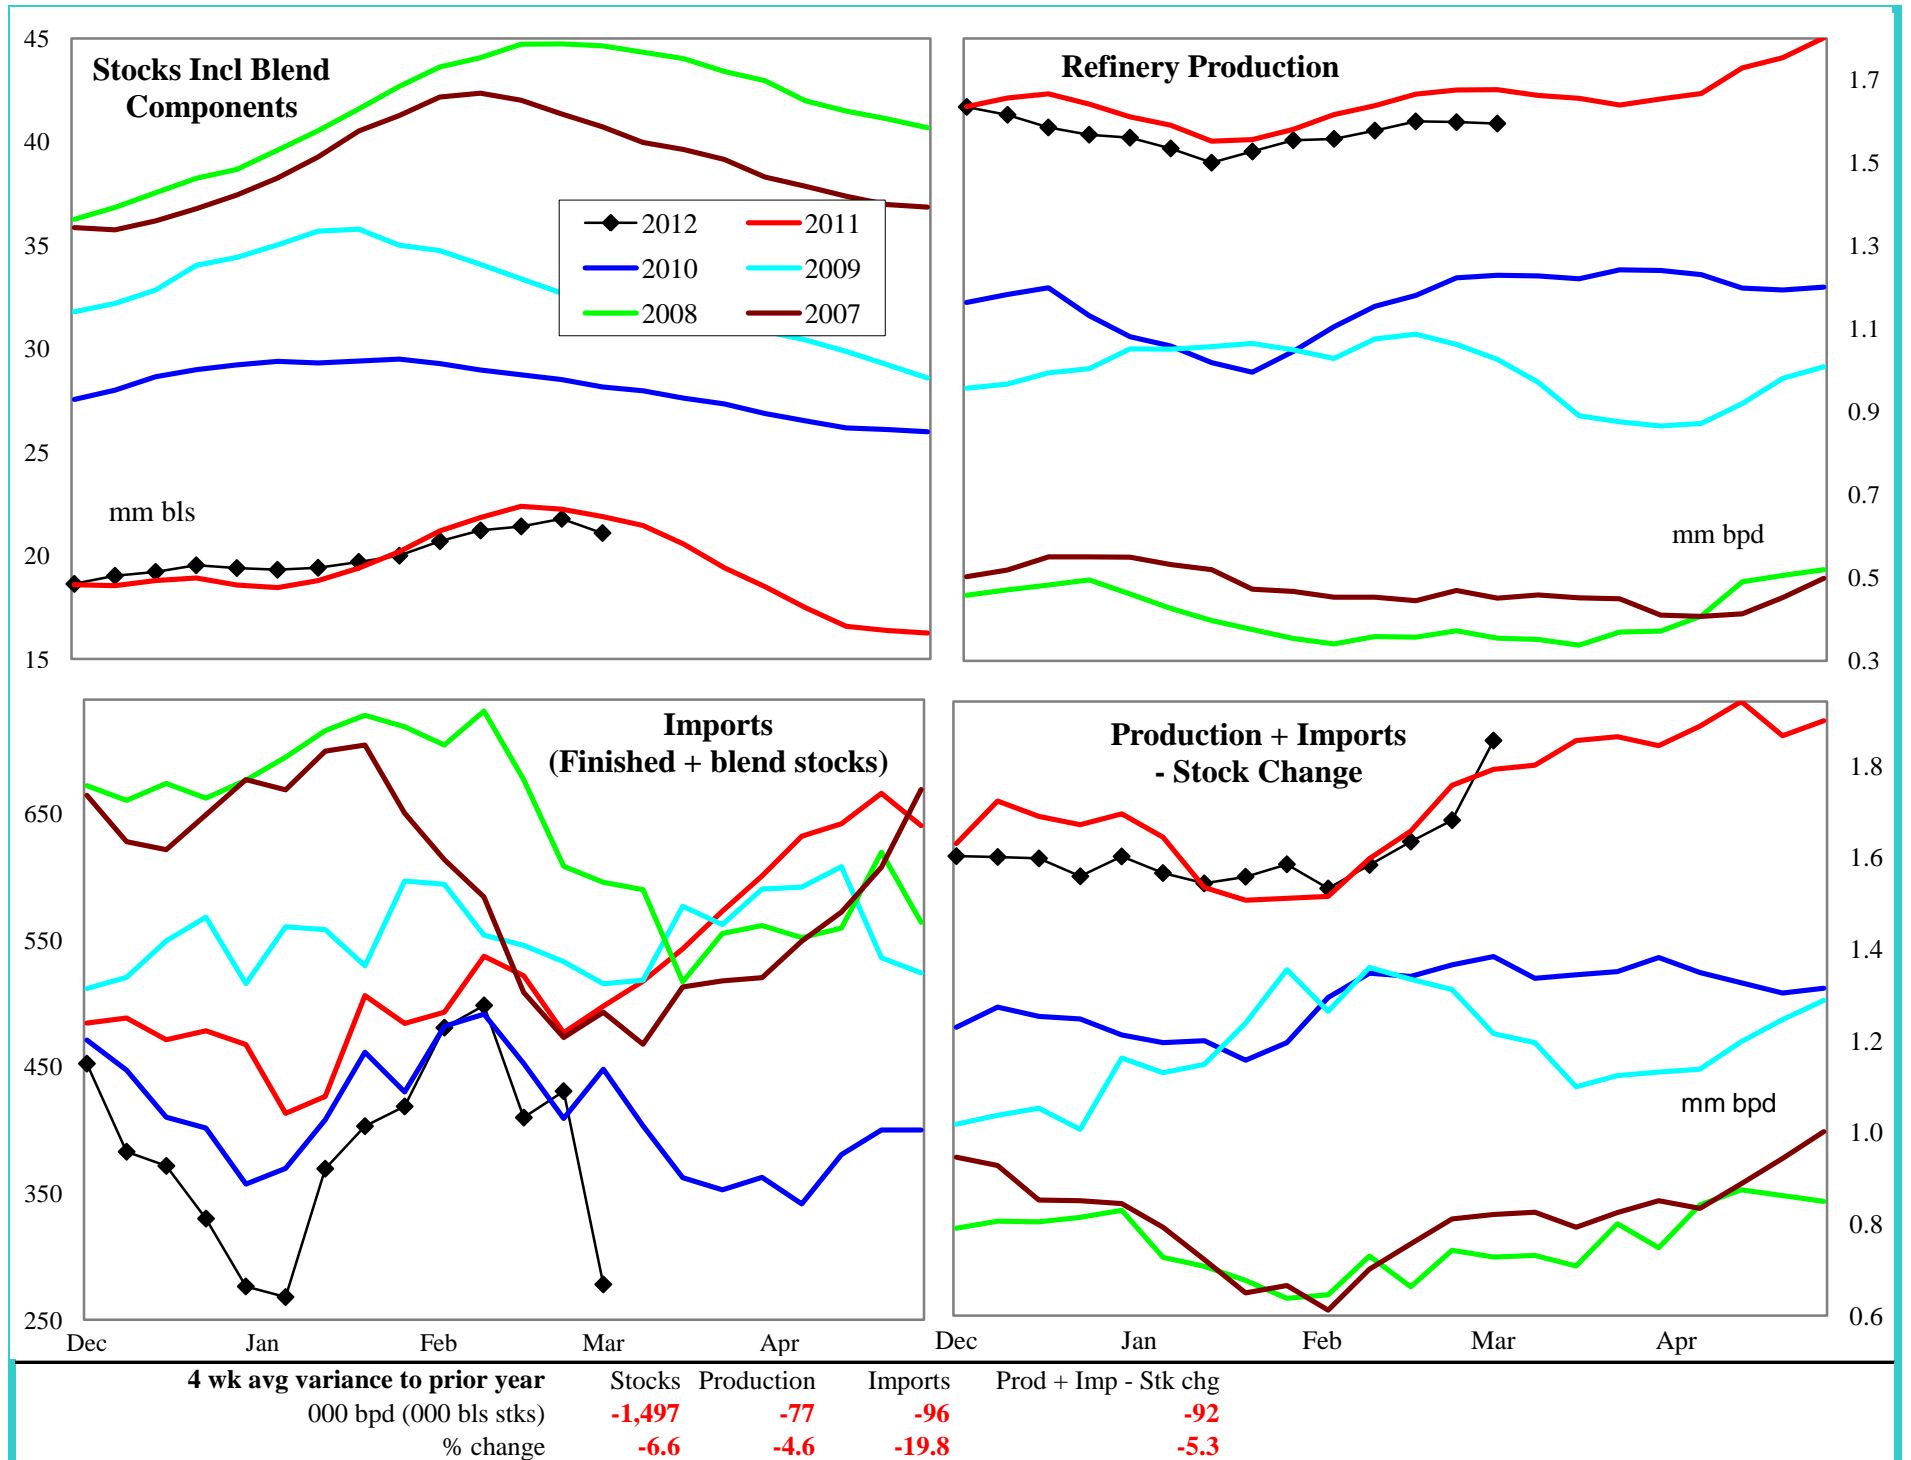 Stocks Incl Blend
Components
45
40
35
30
25
20
15
mm bls
2012 2011
2010 2009
2008 2007
Refinery Production
1.7
1.5
1.3
1.1
0.9
0.7
0.5
0.3
mm bpd
Imports
(Finished + blend stocks)
650
550
450
350
250
Dec Jan Feb Mar Apr
Production + Imports
- Stock Change
1.8
1.6
1.4
1.2
1.0
0.8
0.6
mm bpd
Dec Jan Feb Mar Apr
4 wk avg variance to prior year Stocks Production Imports Prod + Imp - Stk chg
000 bpd (000 bls stks) -1,497 -77 -96 -92
% change -6.6 -4.6 -19.8 -5.3